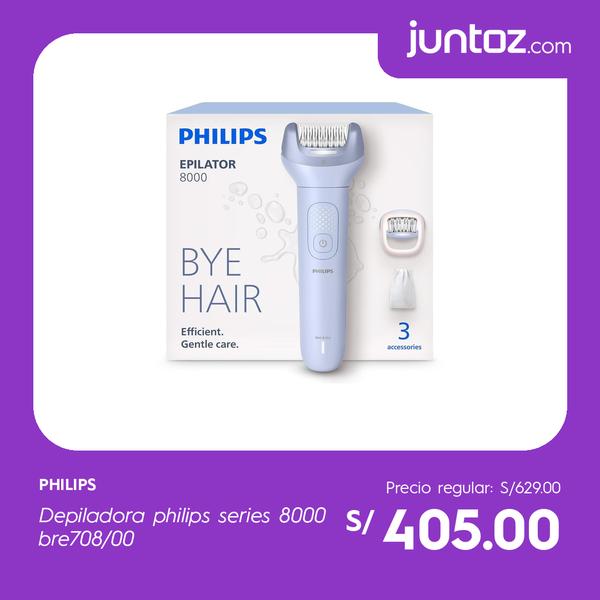 juntoz.com
PHILIPS
EPILATOR
8000
BYE
HAIR
Efficient.
Gentle care.
PHILIPS
3
accessories
PHILIPS
Depiladora philips series 8000
bre708/00
Precio regular: S/629.00
S/ 405.00